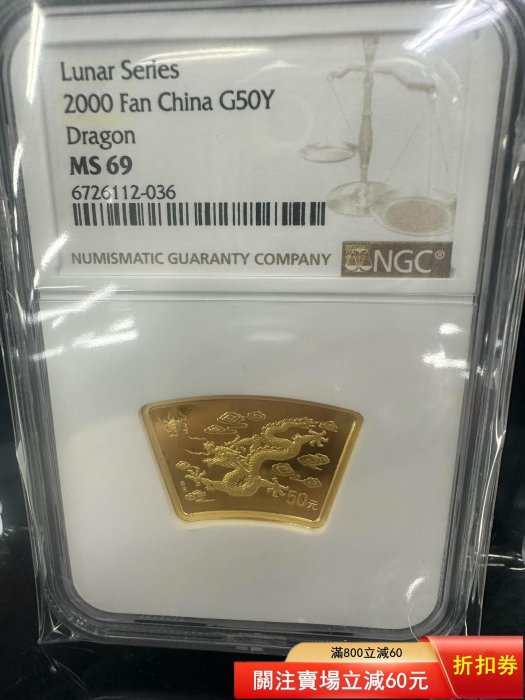 Lunar Series
2000 Fan China G50Y
Dragon
MS 69
6726112-036
NUMISMATIC GUARANTY COMPANY NGC®
50元
滿800立減60
關注賣場立減60元
折扣券